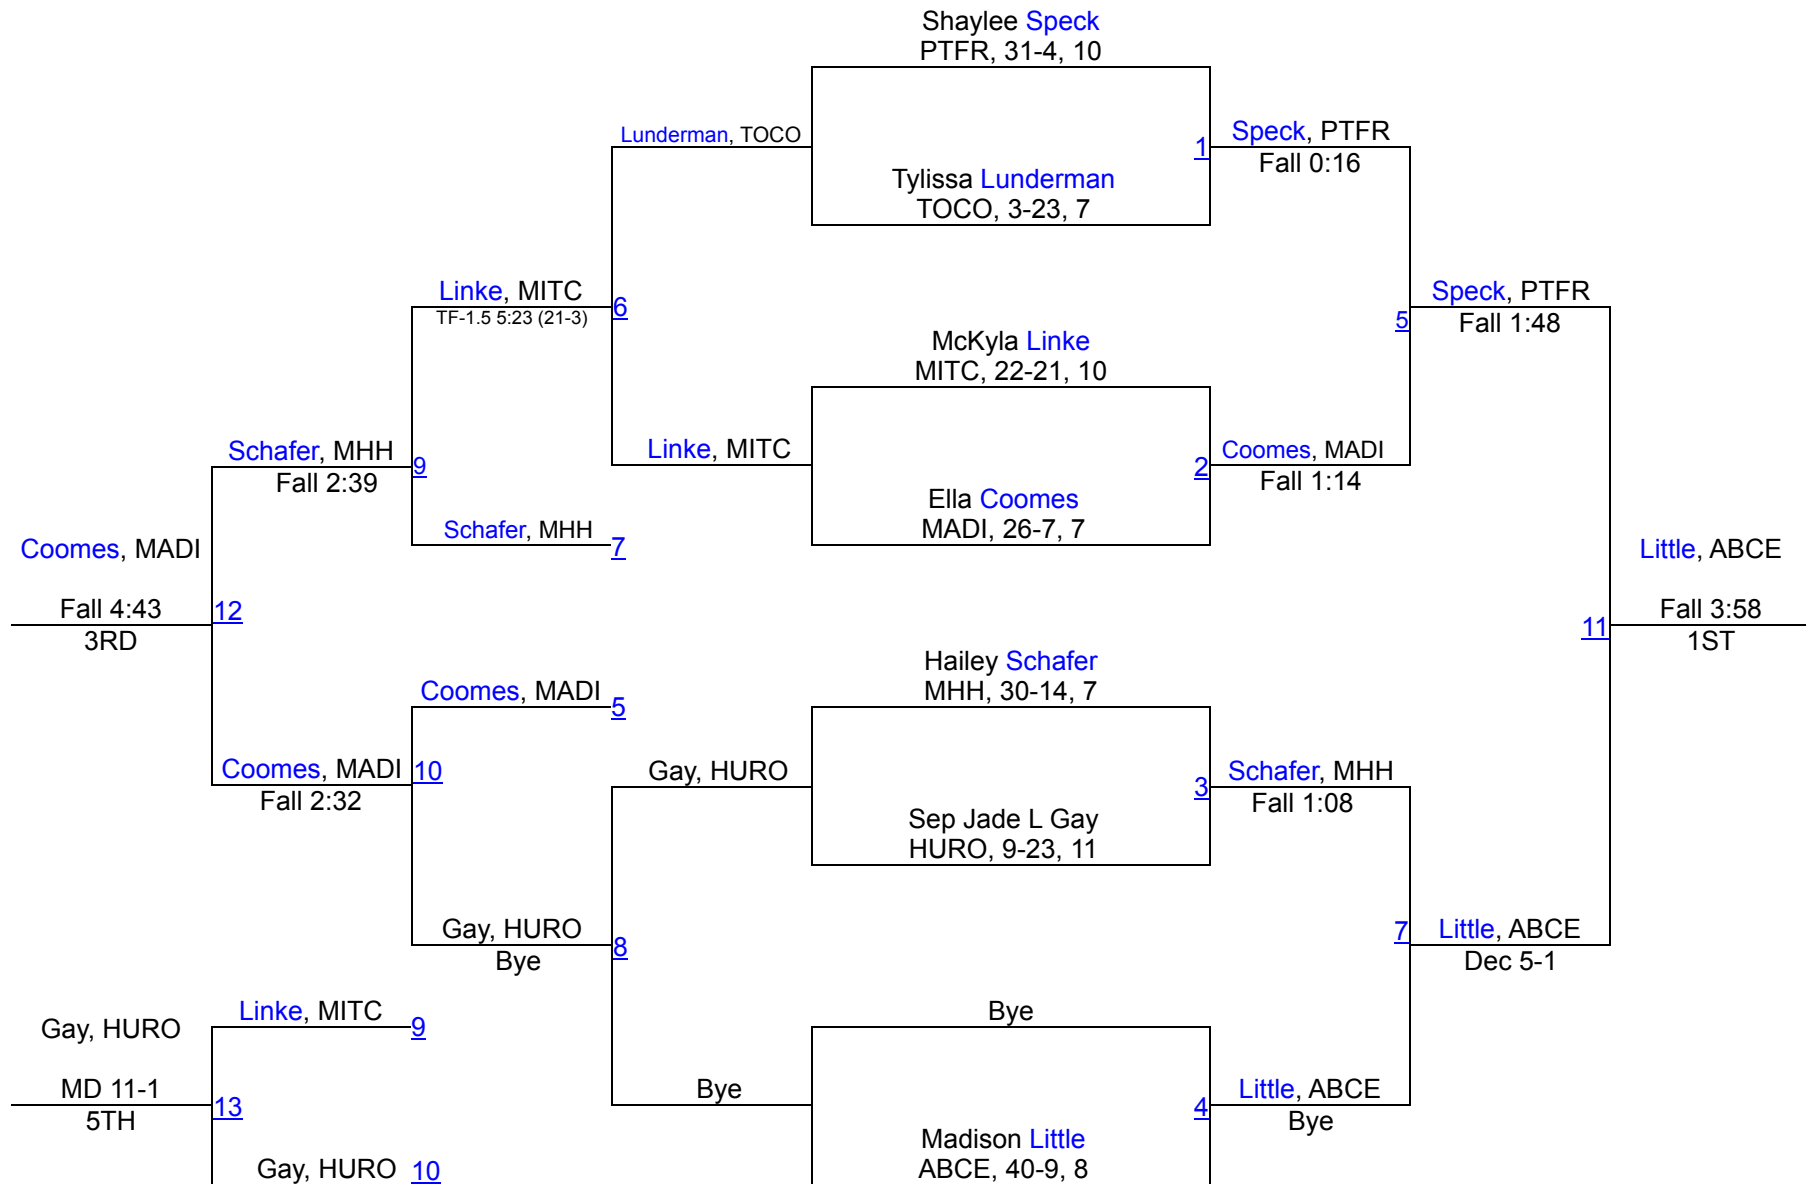 Shaylee Speck
PTFR, 31-4, 10
Lunderman, TOCO
1
Speck, PTFR
Fall 0:16
Tylissa Lunderman
TOCO, 3-23, 7
Linke, MITC
TF-1.5 5:23 (21-3)
6
Speck, PTFR
Fall 1:48
5
McKyla Linke
MITC, 22-21, 10
Schafer, MHH
Fall 2:39
9
Linke, MITC
2
Coomes, MADI
Fall 1:14
Ella Coomes
MADI, 26-7, 7
Schafer, MHH
7
Coomes, MADI
Fall 4:43
3RD
12
Little, ABCE
Fall 3:58
1ST
11
Hailey Schafer
MHH, 30-14, 7
Coomes, MADI
5
Coomes, MADI
Fall 2:32
10
Gay, HURO
3
Schafer, MHH
Fall 1:08
Sep Jade L Gay
HURO, 9-23, 11
Gay, HURO
Bye
8
7
Little, ABCE
Dec 5-1
Linke, MITC
9
Bye
Gay, HURO
MD 11-1
5TH
13
Bye
4
Little, ABCE
Bye
Madison Little
ABCE, 40-9, 8
Gay, HURO
10